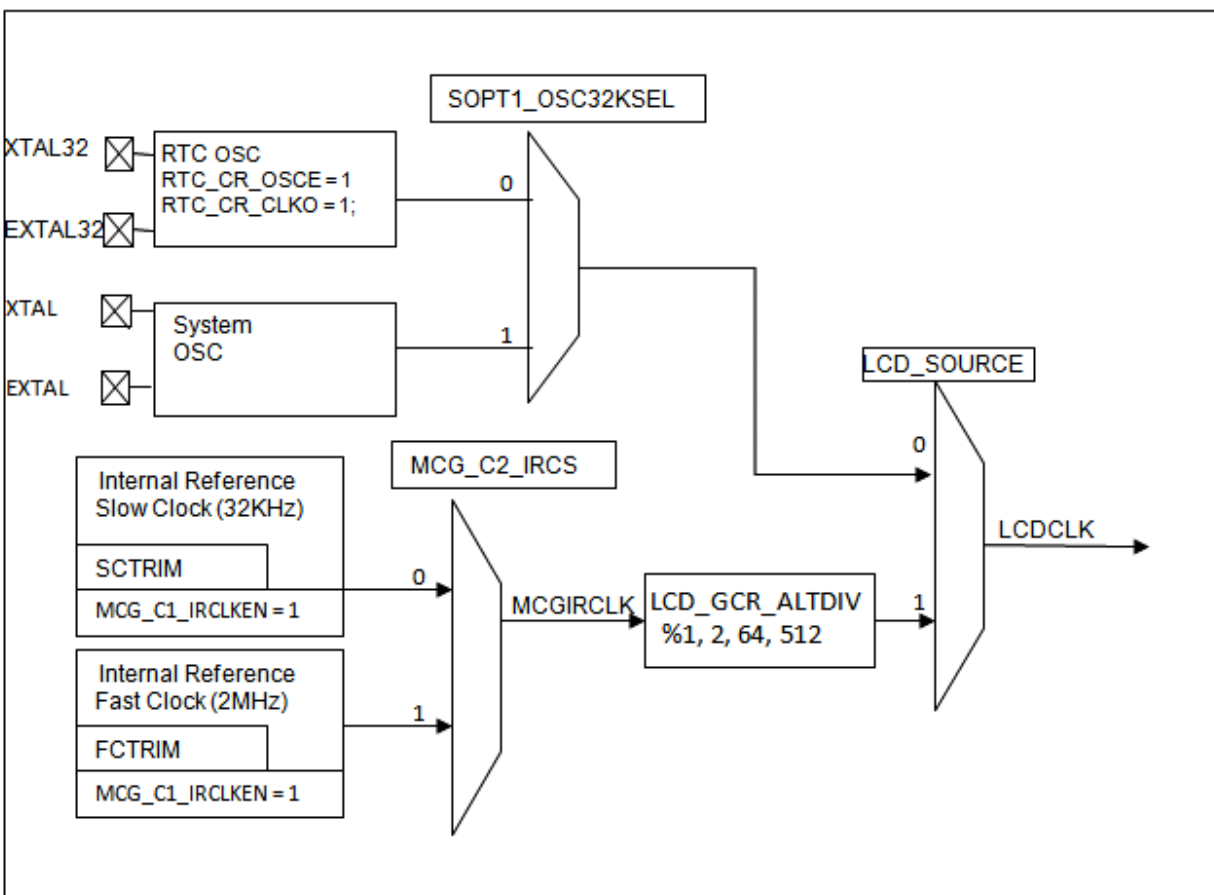 SOPT1_OSC32KSEL
XTAL32
RTC OSC
RTC_CR_OSCE = 1
RTC_CR_CLKO = 1;
0
EXTAL32
XTAL
System
OSC
1
EXTAL
LCD_SOURCE
0
MCG_C2_IRCS
Internal Reference
Slow Clock (32KHz)
SCTRIM
MCG_C1_IRCLKEN = 1
0
MCGIRCLK
LCD_GCR_ALTDIV
%1, 2, 64, 512
1
LCDCLK
Internal Reference
Fast Clock (2MHz)
1
FCTRIM
MCG_C1_IRCLKEN = 1